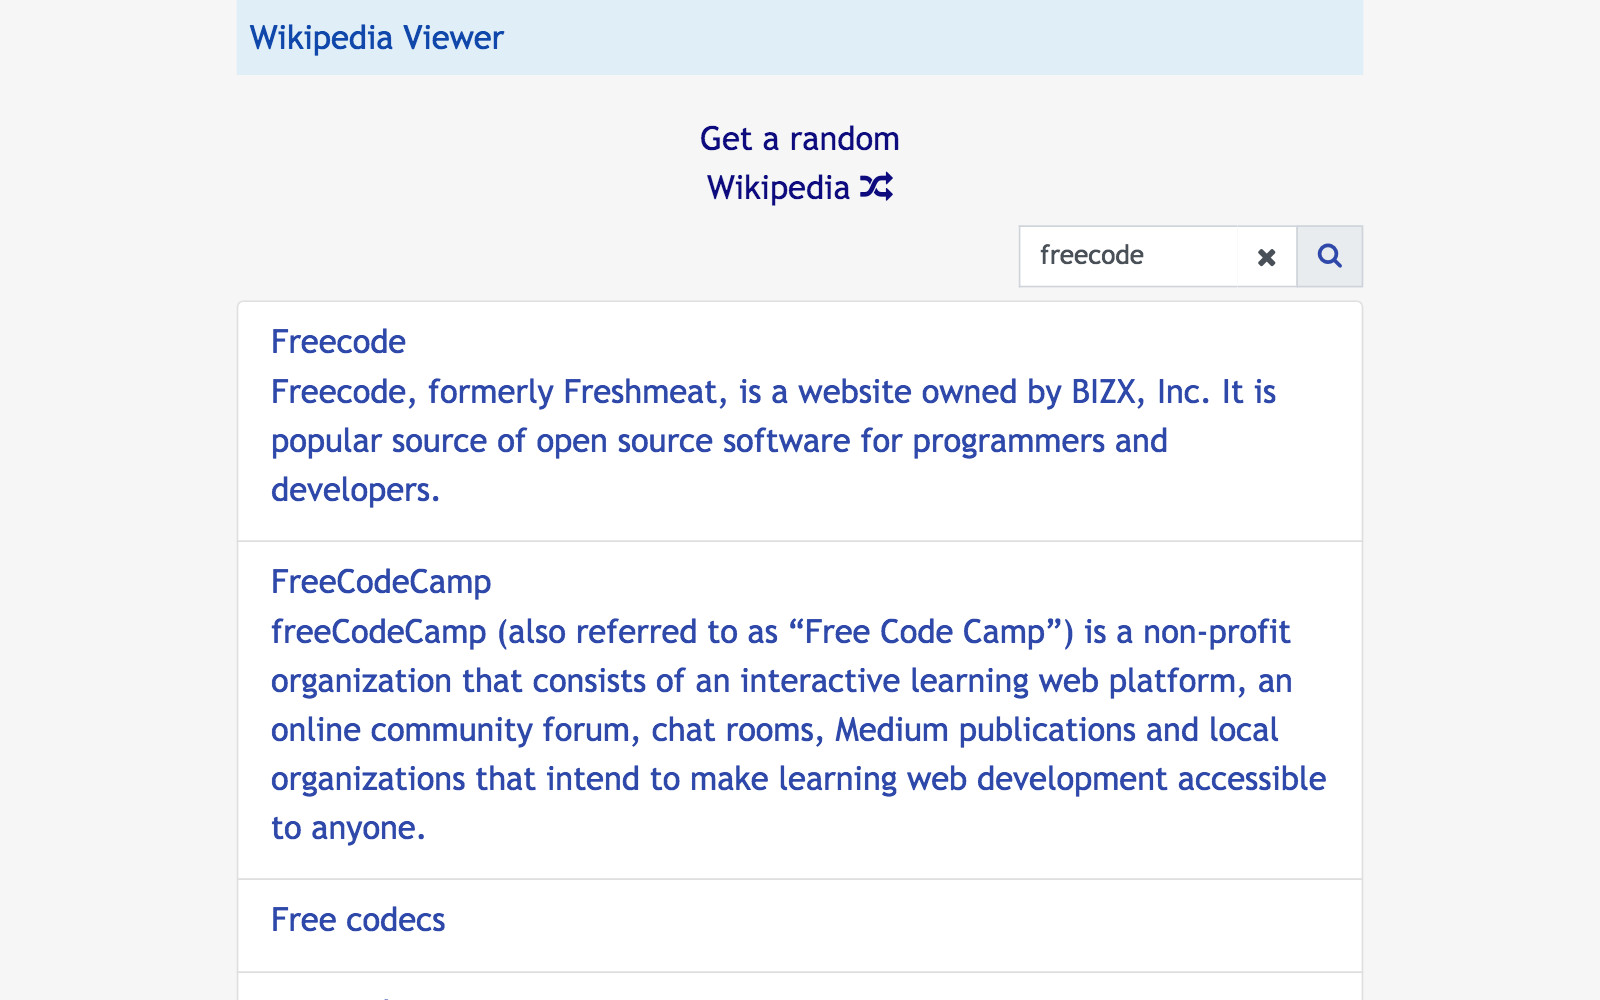 Wikipedia Viewer
Get a random
Wikipedia
freecode
Freecode
Freecode, formerly Freshmeat, is a website owned by BIZX, Inc. It is
popular source of open source software for programmers and
developers.
FreeCodeCamp
freeCodeCamp (also referred to as “Free Code Camp”) is a non-profit
organization that consists of an interactive learning web platform, an
online community forum, chat rooms, Medium publications and local
organizations that intend to make learning web development accessible
to anyone.
Free codecs